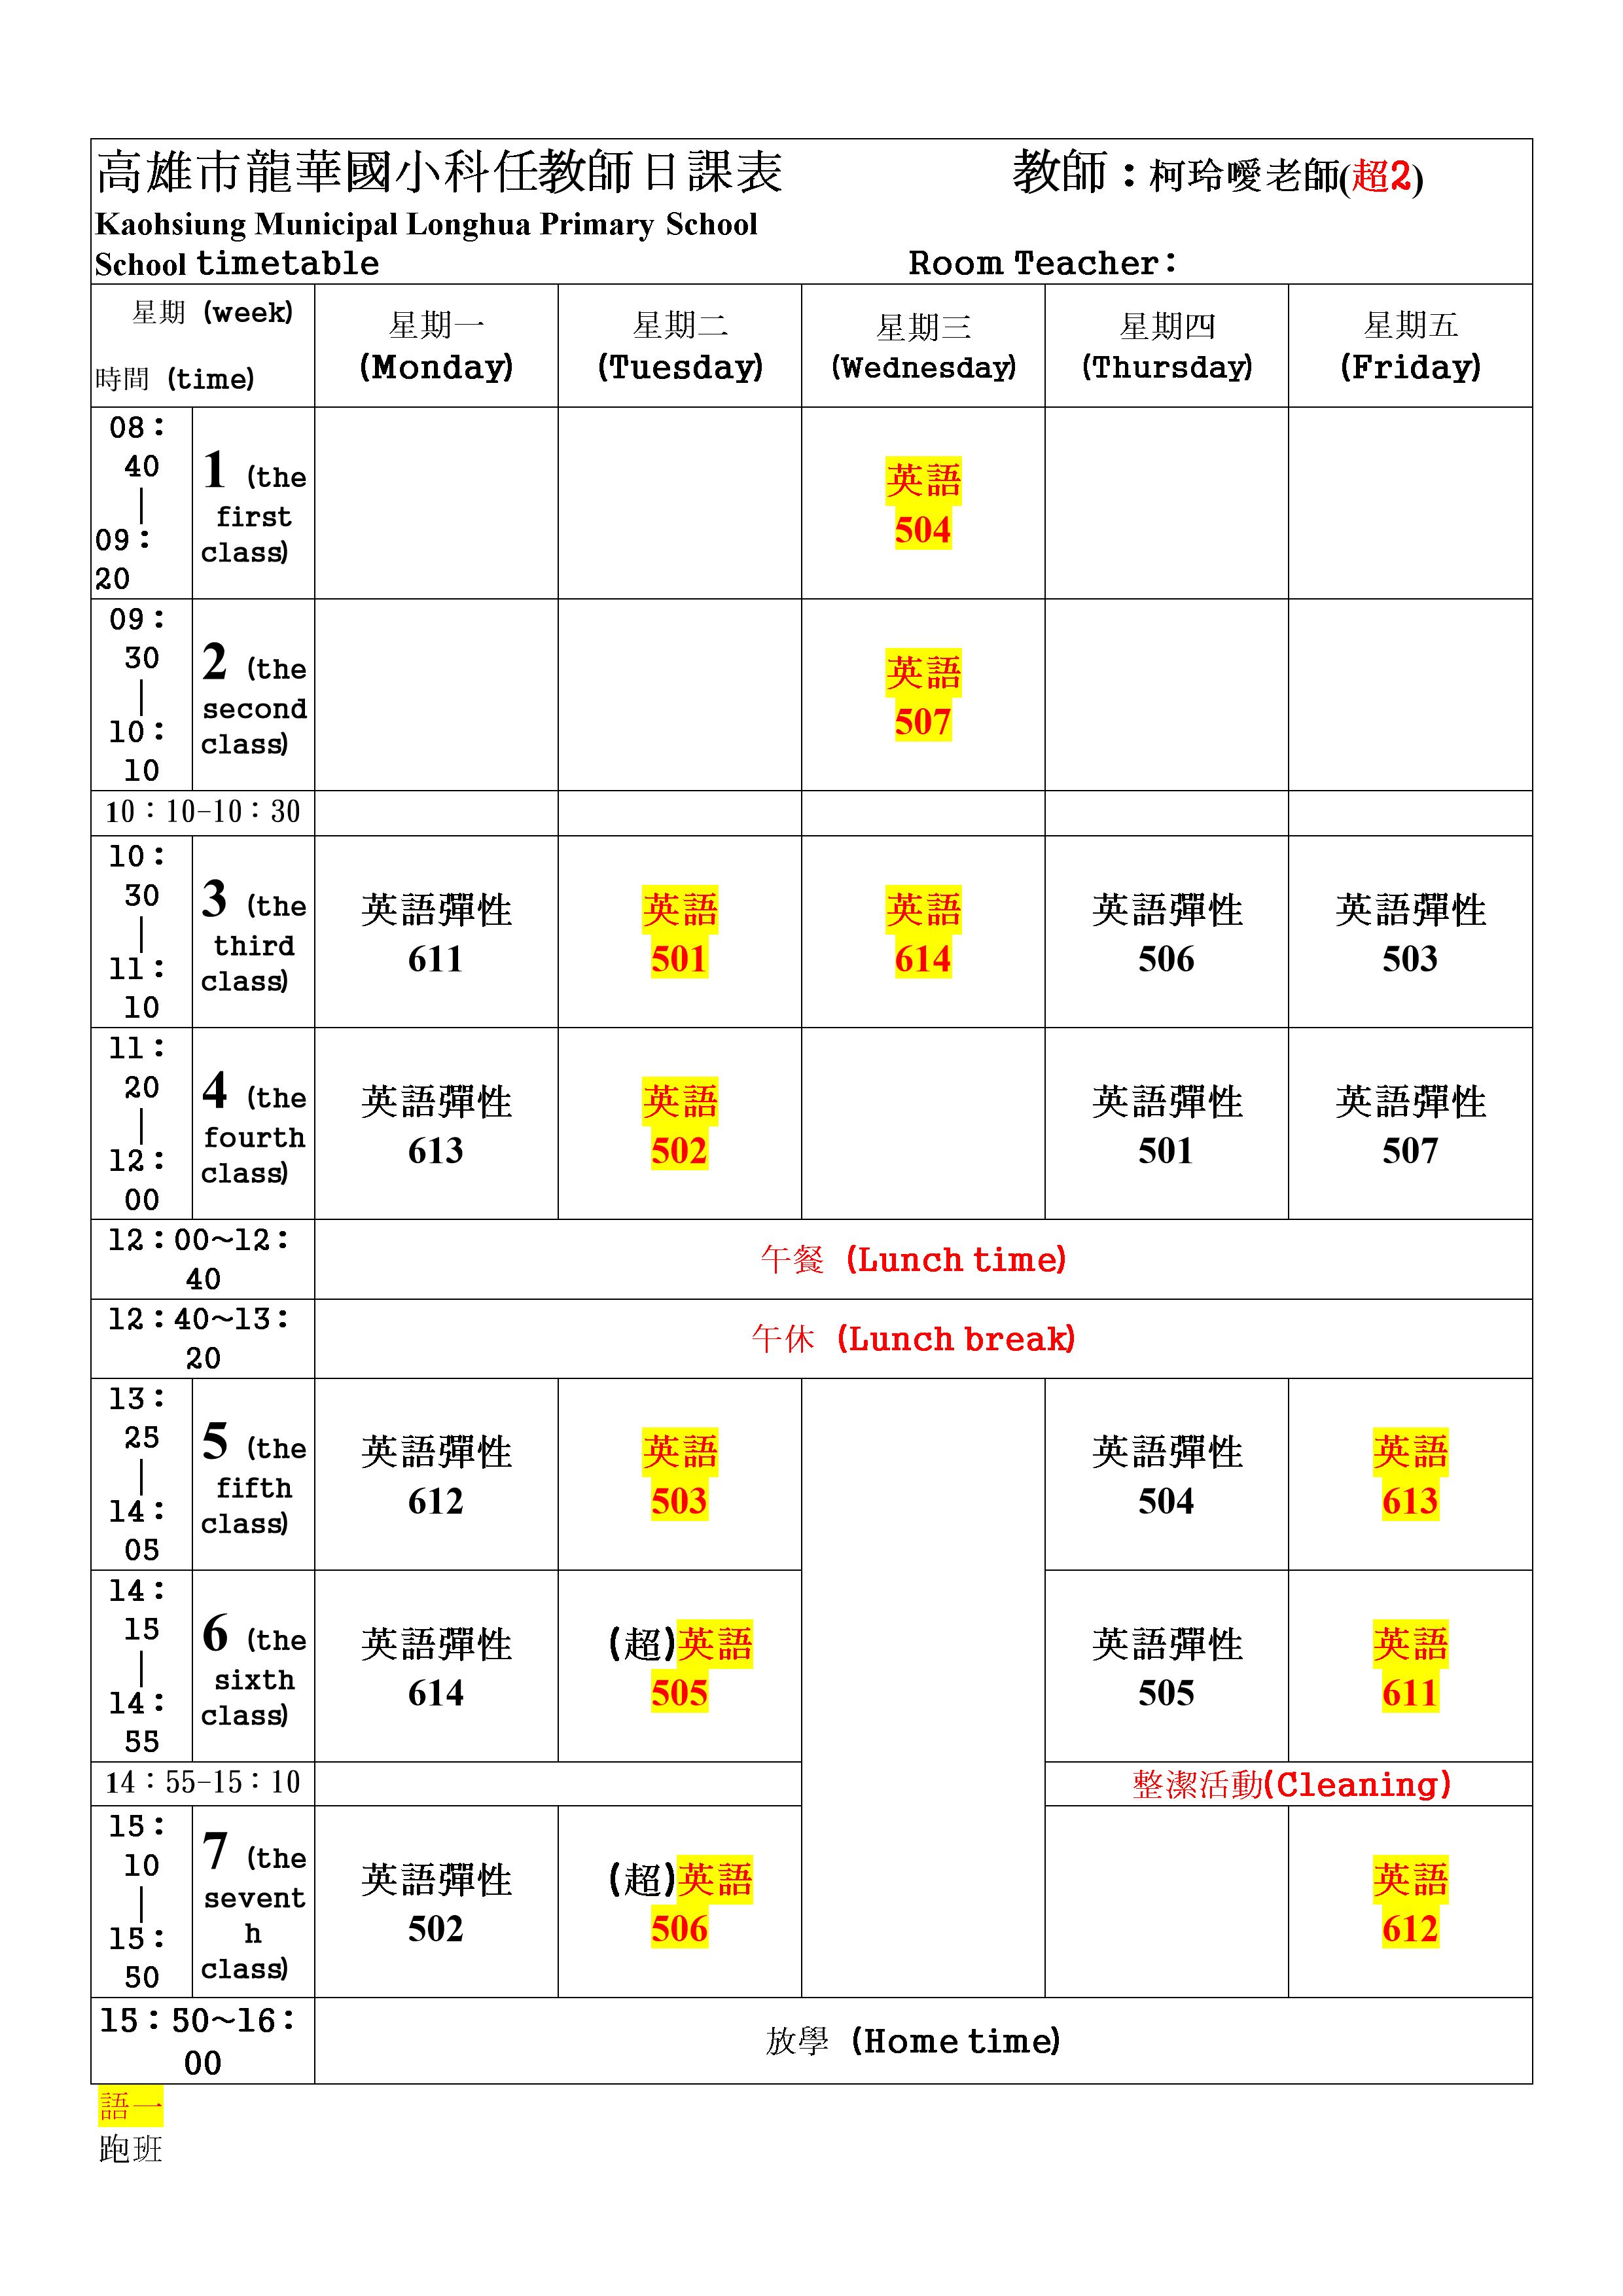 高雄市龍華國小科任教師日課表 教師：柯玲噯老師(超2)
Kaohsiung Municipal Longhua Primary School
School timetable Room Teacher:
星期 (week)
時間 (time)
星期一
(Monday)
星期二
(Tuesday)
星期三
(Wednesday)
星期四
(Thursday)
星期五
(Friday)
08：
40
|
09：
20
1 (the
first
class)
英語
504
09：
30
|
10：
10
2 (the
second
class)
英語
507
10：10-10：30
10：
30
|
11：
10
3 (the
third
class)
英語彈性
611
英語
501
英語
614
英語彈性
506
英語彈性
503
11：
20
|
12：
00
4 (the
fourth
class)
英語彈性
613
英語
502
英語彈性
501
英語彈性
507
12：00~12：
40
午餐 (Lunch time)
12：40~13：
20
午休 (Lunch break)
13：
25
|
14：
05
5 (the
fifth
class)
英語彈性
612
英語
503
英語彈性
504
英語
613
14：
15
|
14：
55
6 (the
sixth
class)
英語彈性
614
(超)英語
505
英語彈性
505
英語
611
14：55-15：10
整潔活動(Cleaning)
15：
10
|
15：
50
7 (the
sevent
h
class)
英語彈性
502
(超)英語
506
英語
612
15：50~16：
00
放學 (Home time)
語一
跑班